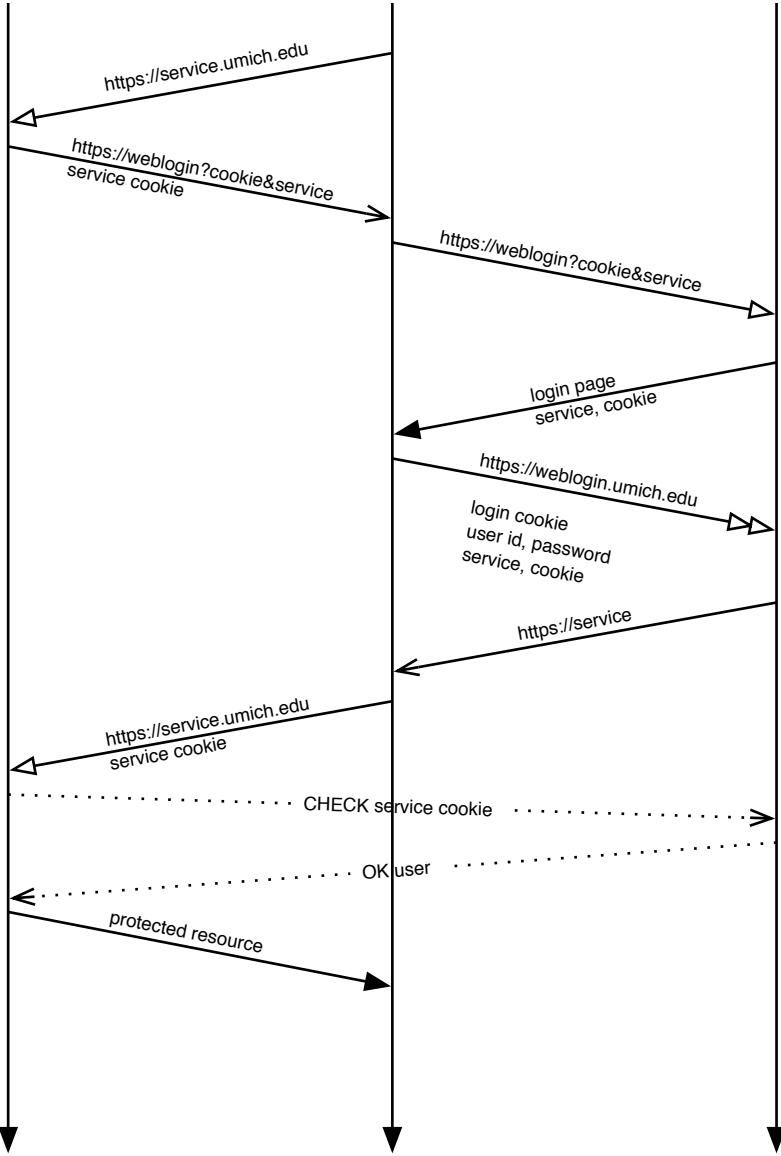 https://service.umich.edu
https://weblogin?cookie&service
service cookie
https://weblogin?cookie&service
login page
service, cookie
https://weblogin.umich.edu
login cookie
user id, password
service, cookie
https://service
https://service.umich.edu
service cookie
CHECK service cookie
OK user
protected resource